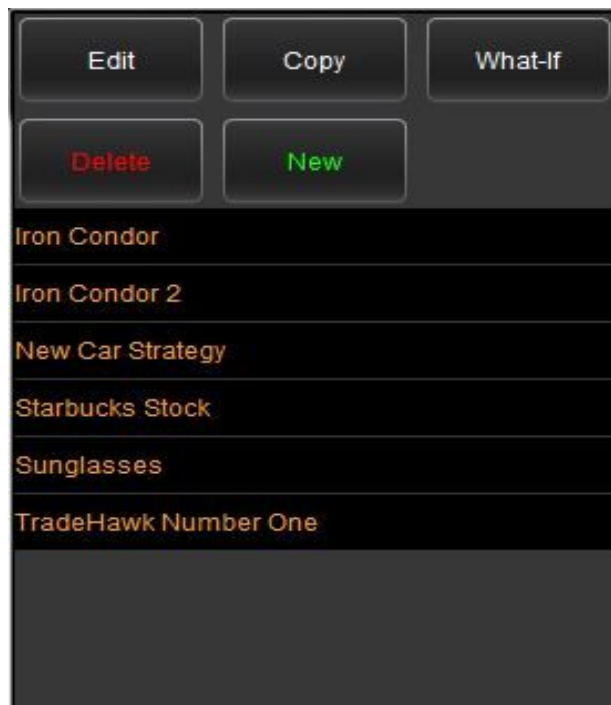 Edit Copy What-If
Delete New
Iron Condor
Iron Condor 2
New Car Strategy
Starbucks Stock
Sunglasses
TradeHawk Number One